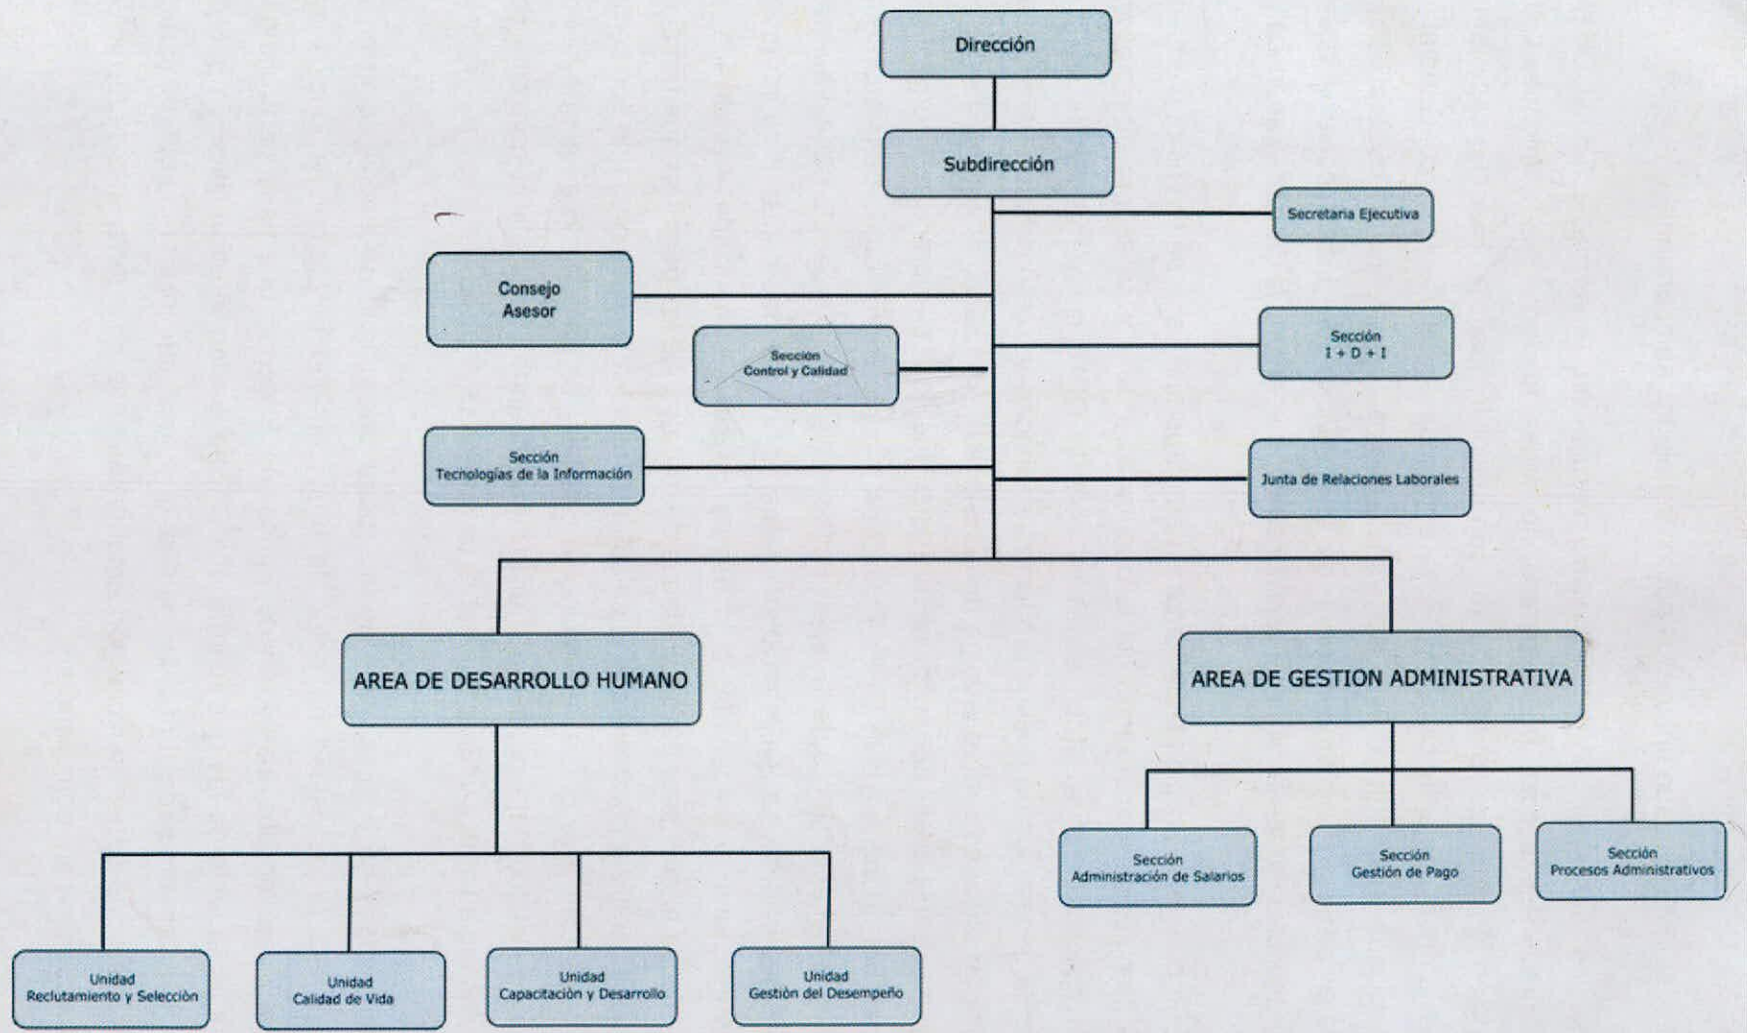 Dirección
Subdirección
Secretaria Ejecutiva
Consejo
Asesor
Sección
I + D + I
Sección
Control y Calidad
Sección
Tecnologías de la Información
Junta de Relaciones Laborales
AREA DE DESARROLLO HUMANO
AREA DE GESTION ADMINISTRATIVA
Sección
Administración de Salarios
Sección
Gestión de Pago
Sección
Procesos Administrativos
Unidad
Reclutamiento y Selección
Unidad
Calidad de Vida
Unidad
Capacitación y Desarrollo
Unidad
Gestión del Desempeño